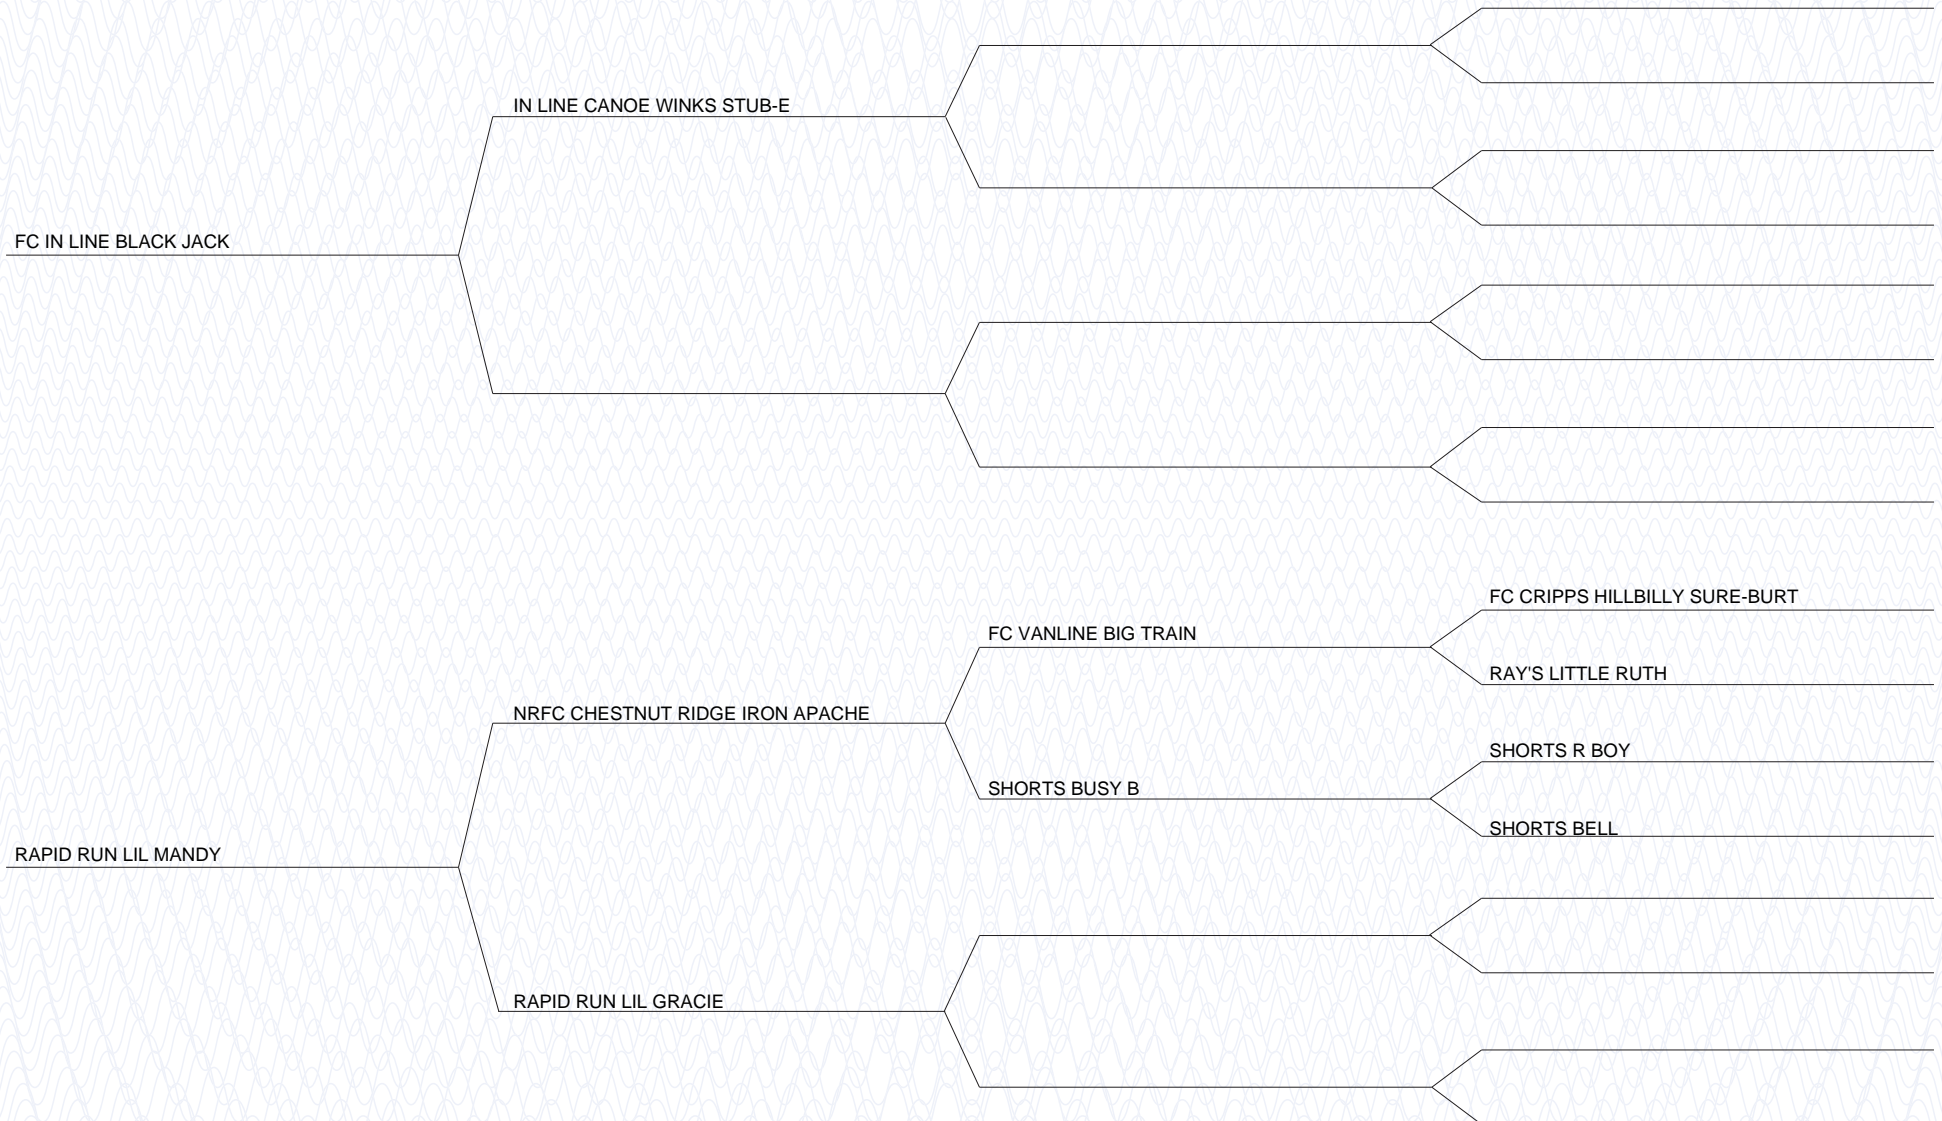 IN LINE CANOE WINKS STUB-E
FC IN LINE BLACK JACK
FC CRIPPS HILLBILLY SURE-BURT
FC VANLINE BIG TRAIN
RAY'S LITTLE RUTH
NRFC CHESTNUT RIDGE IRON APACHE
SHORTS R BOY
SHORTS BUSY B
SHORTS BELL
RAPID RUN LIL MANDY
RAPID RUN LIL GRACIE